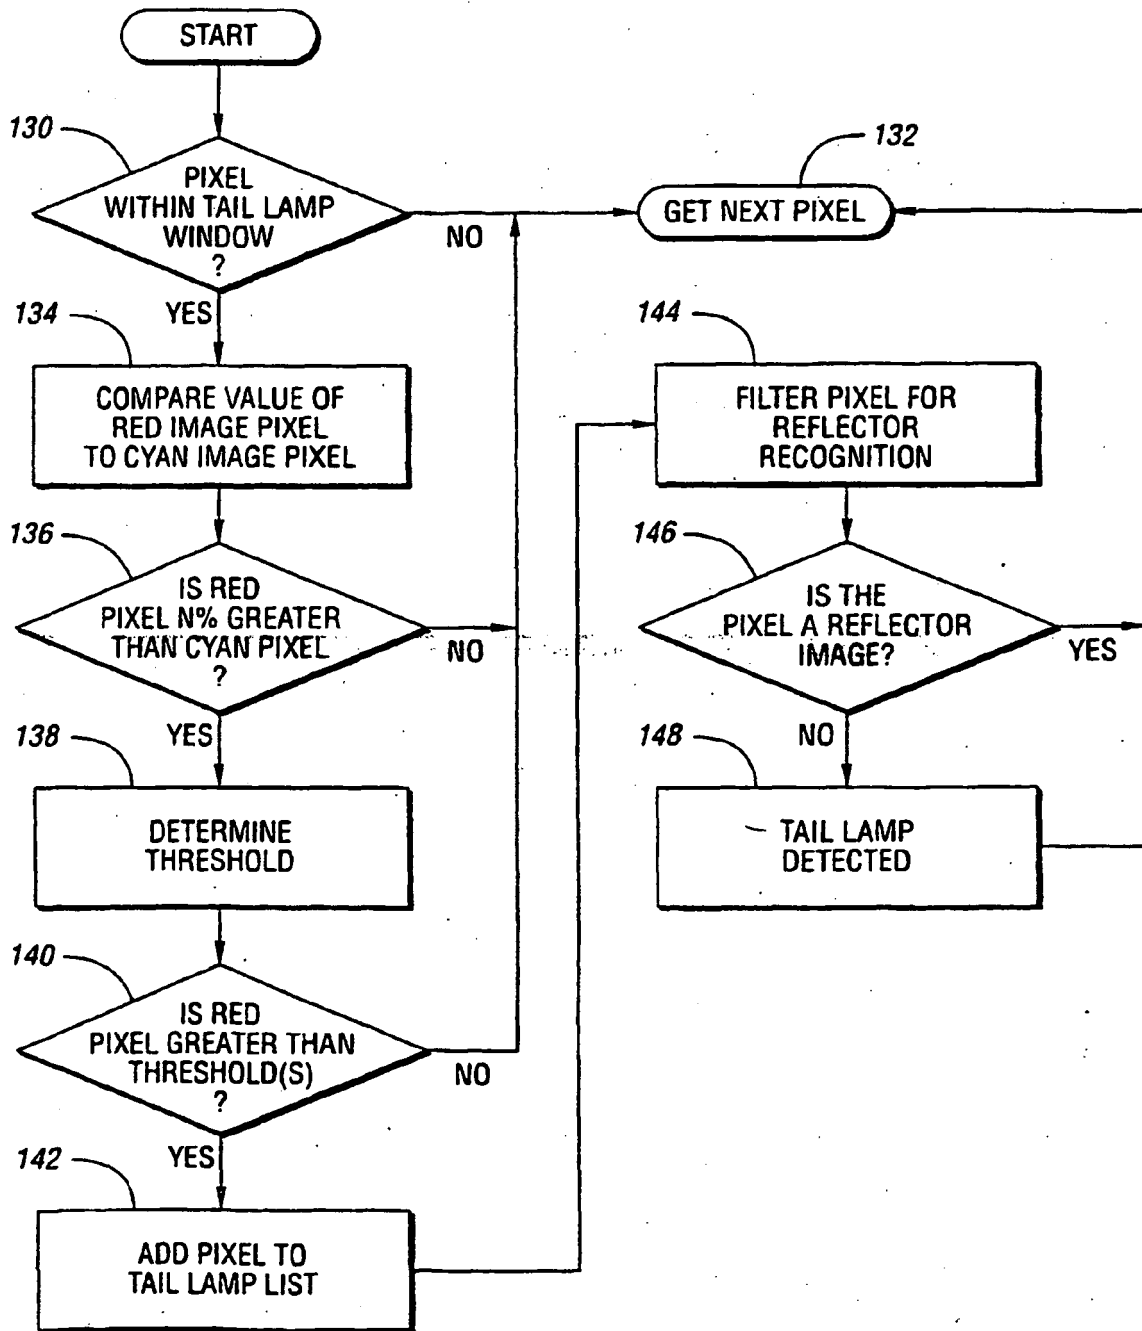 START
130
PIXEL
WITHIN TAIL LAMP
WINDOW
?
NO
YES
132
GET NEXT PIXEL
134
COMPARE VALUE OF
RED IMAGE PIXEL
TO CYAN IMAGE PIXEL
136
IS RED
PIXEL N% GREATER
THAN CYAN PIXEL
?
NO
YES
138
DETERMINE
THRESHOLD
140
IS RED
PIXEL GREATER THAN
THRESHOLD(S)
?
NO
YES
142
ADD PIXEL TO
TAIL LAMP LIST
144
FILTER PIXEL FOR
REFLECTOR
RECOGNITION
146
IS THE
PIXEL A REFLECTOR
IMAGE?
YES
NO
148
TAIL LAMP
DETECTED